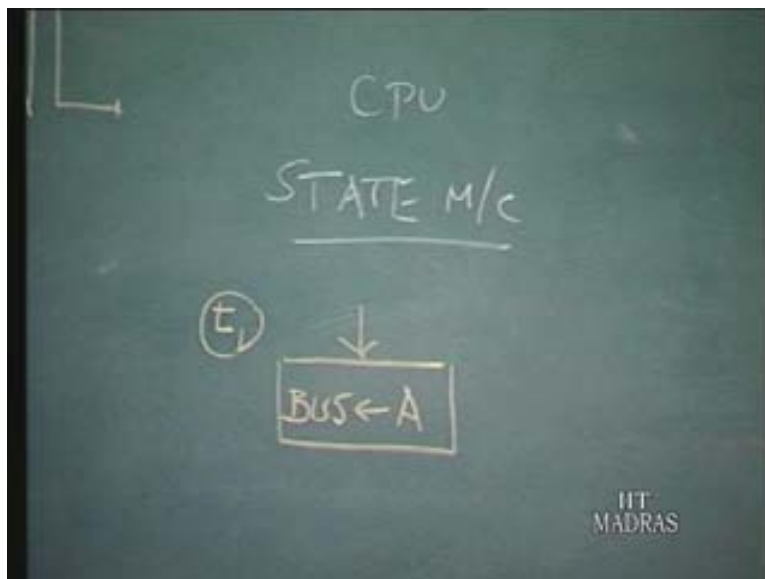 CPU
STATE M/C
t₁
BUS ← A
IIT
MADRAS